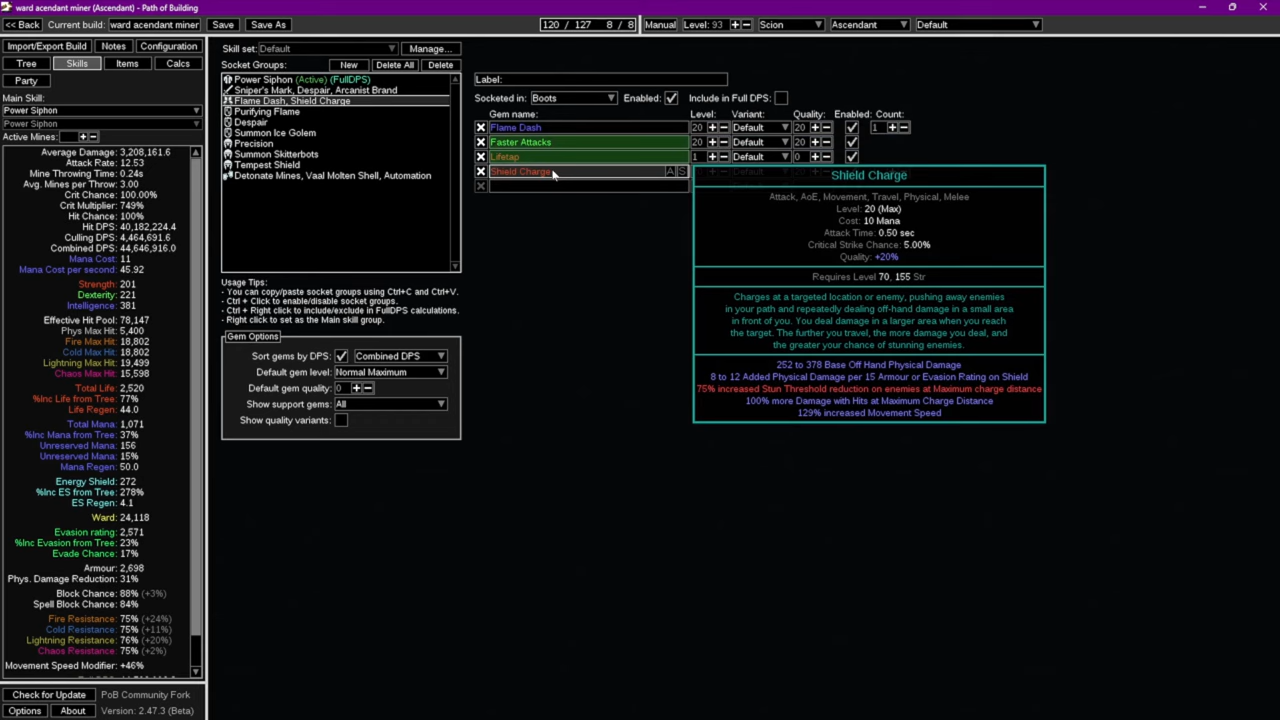 ward acendant miner (Ascendant) - Path of Building
<< Back Current build: ward acendant miner Save Save As 120 / 127 8 / 8 Manual Level: 93 + - Scion Ascendant Default
Import/Export Build Notes Configuration
Tree Skills Items Calcs
Party
Main Skill:
Power Siphon
Power Siphon
Active Mines: + -
Average Damage: 3,208,161.6
Attack Rate: 12.53
Mine Throwing Time: 0.24s
Avg. Mines per Throw: 3.00
Crit Chance: 100.00%
Crit Multiplier: 749%
Hit Chance: 100%
Hit DPS: 40,182,224.4
Culling DPS: 4,464,691.6
Combined DPS: 44,646,916.0
Mana Cost: 11
Mana Cost per second: 45.92
Strength: 201
Dexterity: 221
Intelligence: 381
Effective Hit Pool: 78,147
Phys Max Hit: 5,400
Fire Max Hit: 18,802
Cold Max Hit: 18,802
Lightning Max Hit: 19,499
Chaos Max Hit: 15,598
Total Life: 2,520
%Inc Life from Tree: 77%
Life Regen: 44.0
Total Mana: 1,071
%Inc Mana from Tree: 37%
Unreserved Mana: 156
Unreserved Mana: 15%
Mana Regen: 50.0
Energy Shield: 272
%Inc ES from Tree: 278%
ES Regen: 4.1
Ward: 24,118
Evasion rating: 2,571
%Inc Evasion from Tree: 23%
Evade Chance: 17%
Armour: 2,698
Phys. Damage Reduction: 31%
Block Chance: 88% (+3%)
Spell Block Chance: 84%
Fire Resistance: 75% (+24%)
Cold Resistance: 75% (+11%)
Lightning Resistance: 76% (+20%)
Chaos Resistance: 75% (+2%)
Movement Speed Modifier: +46%
Check for Update PoB Community Fork
Options About Version: 2.47.3 (Beta)
Skill set: Default Manage...
Socket Groups: New Delete All Delete
Power Siphon (Active) (FullDPS)
Sniper's Mark, Despair, Arcanist Brand
Flame Dash, Shield Charge
Purifying Flame
Despair
Summon Ice Golem
Precision
Summon Skitterbots
Tempest Shield
Detonate Mines, Vaal Molten Shell, Automation
Usage Tips:
- You can copy/paste socket groups using Ctrl+C and Ctrl+V.
- Ctrl + Click to enable/disable socket groups.
- Ctrl + Right click to include/exclude in FullDPS calculations.
- Right click to set as the Main skill group.
Gem Options
Sort gems by DPS: Combined DPS
Default gem level: Normal Maximum
Default gem quality: 0 + -
Show support gems: All
Show quality variants:
Label:
Socketed in: Boots Enabled: Include in Full DPS:
Gem name: Level: Variant: Quality: Enabled: Count:
X Flame Dash 20 + - Default 20 + - 1 + -
X Faster Attacks 20 + - Default 20 + -
X Lifetap 1 + - Default 0 + -
X Shield Charge A S
X
Shield Charge
Attack, AoE, Movement, Travel, Physical, Melee
Level: 20 (Max)
Cost: 10 Mana
Attack Time: 0.50 sec
Critical Strike Chance: 5.00%
Quality: +20%
Requires Level 70, 155 Str
Charges at a targeted location or enemy, pushing away enemies
in your path and repeatedly dealing off-hand damage in a small area
in front of you. You deal damage in a larger area when you reach
the target. The further you travel, the more damage you deal, and
the greater your chance of stunning enemies.
252 to 378 Base Off Hand Physical Damage
8 to 12 Added Physical Damage per 15 Armour or Evasion Rating on Shield
75% increased Stun Threshold reduction on enemies at Maximum charge distance
100% more Damage with Hits at Maximum Charge Distance
129% increased Movement Speed